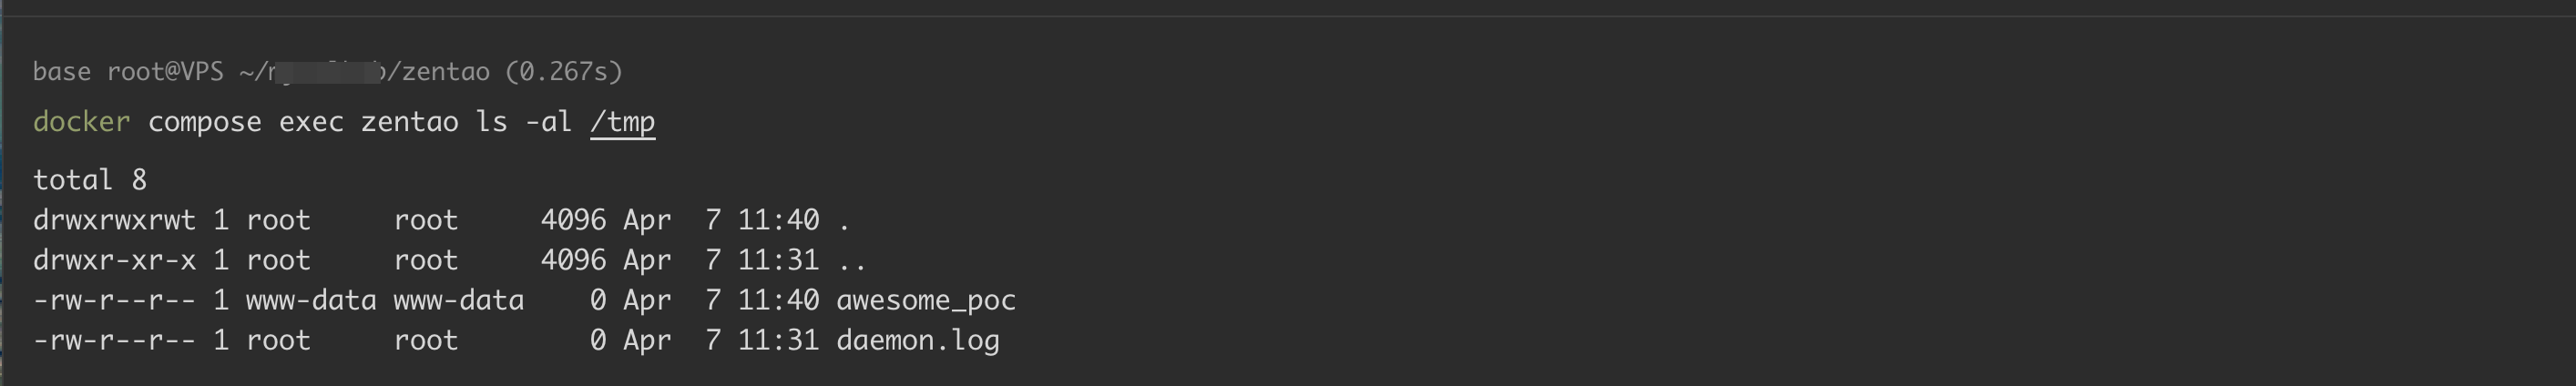 base root@VPS ~/ /zentao (0.267s)
docker compose exec zentao ls -al /tmp
total 8
drwxrwxrwt 1 root     root     4096 Apr  7 11:40 .
drwxr-xr-x 1 root     root     4096 Apr  7 11:31 ..
-rw-r--r-- 1 www-data www-data    0 Apr  7 11:40 awesome_poc
-rw-r--r-- 1 root     root        0 Apr  7 11:31 daemon.log